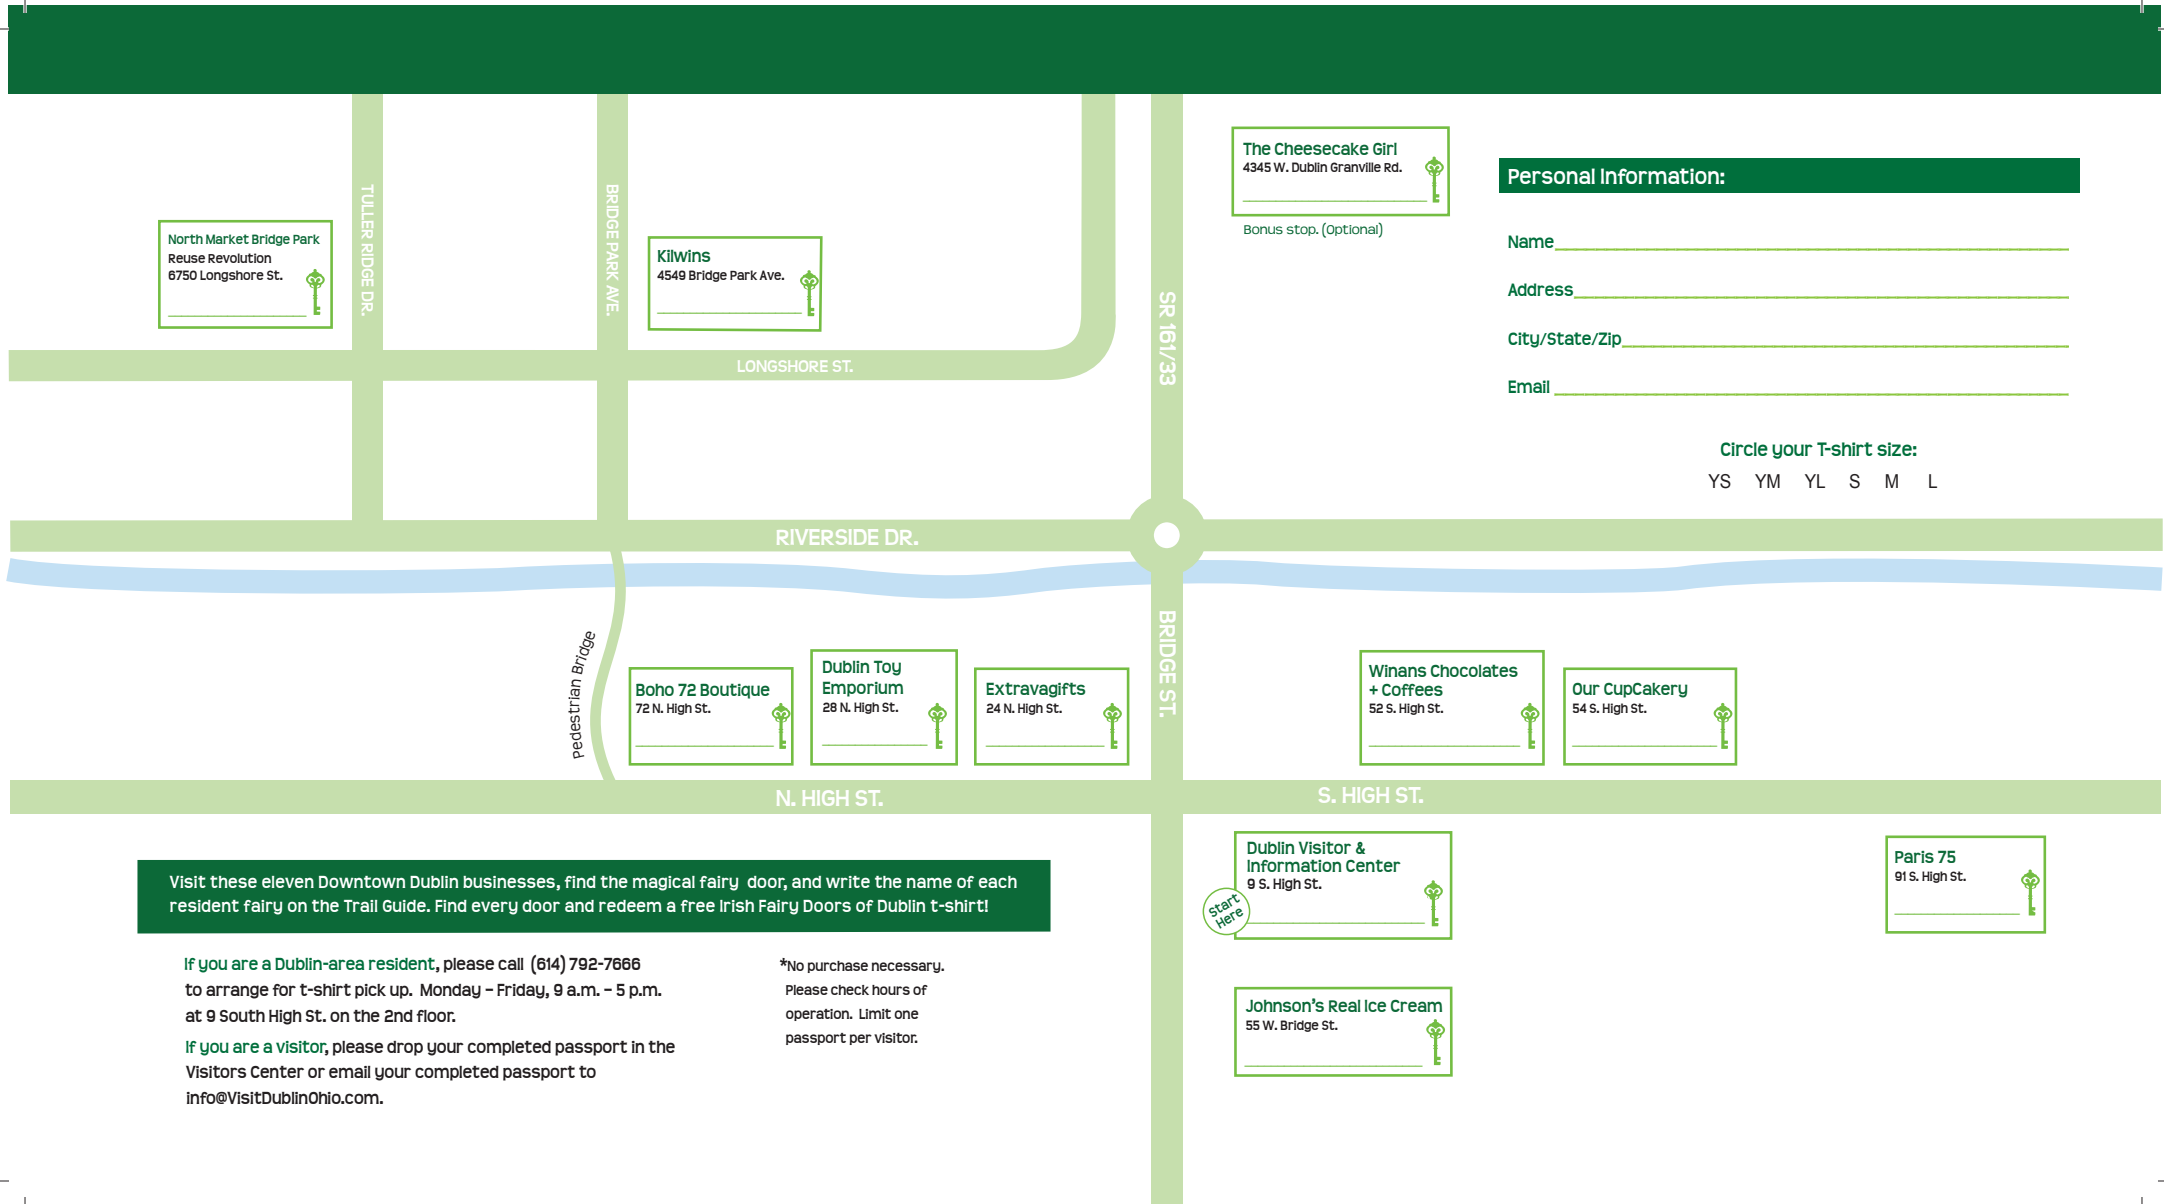 The Cheesecake Girl
4345 W. Dublin Granville Rd.
Bonus stop. (Optional)
Personal Information:
Name
Address
City/State/Zip
Email
Circle your T-shirt size:
YS YM YL S M L
North Market Bridge Park
Reuse Revolution
6750 Longshore St.
TULLER RIDGE DR.
BRIDGE PARK AVE.
Kilwins
4549 Bridge Park Ave.
SR 161/33
LONGSHORE ST.
RIVERSIDE DR.
Pedestrian Bridge
Boho 72 Boutique
72 N. High St.
Dublin Toy
Emporium
28 N. High St.
Extravagifts
24 N. High St.
BRIDGE ST.
Winans Chocolates
+ Coffees
52 S. High St.
Our CupCakery
54 S. High St.
N. HIGH ST.
S. HIGH ST.
Dublin Visitor &
Information Center
9 S. High St.
Start
Here
Paris 75
91 S. High St.
Johnson's Real Ice Cream
55 W. Bridge St.
Visit these eleven Downtown Dublin businesses, find the magical fairy door, and write the name of each
resident fairy on the Trail Guide. Find every door and redeem a free Irish Fairy Doors of Dublin t-shirt!
If you are a Dublin-area resident, please call (614) 792-7666
to arrange for t-shirt pick up. Monday – Friday, 9 a.m. – 5 p.m.
at 9 South High St. on the 2nd floor.
If you are a visitor, please drop your completed passport in the
Visitors Center or email your completed passport to
info@VisitDublinOhio.com.
*No purchase necessary.
Please check hours of
operation. Limit one
passport per visitor.